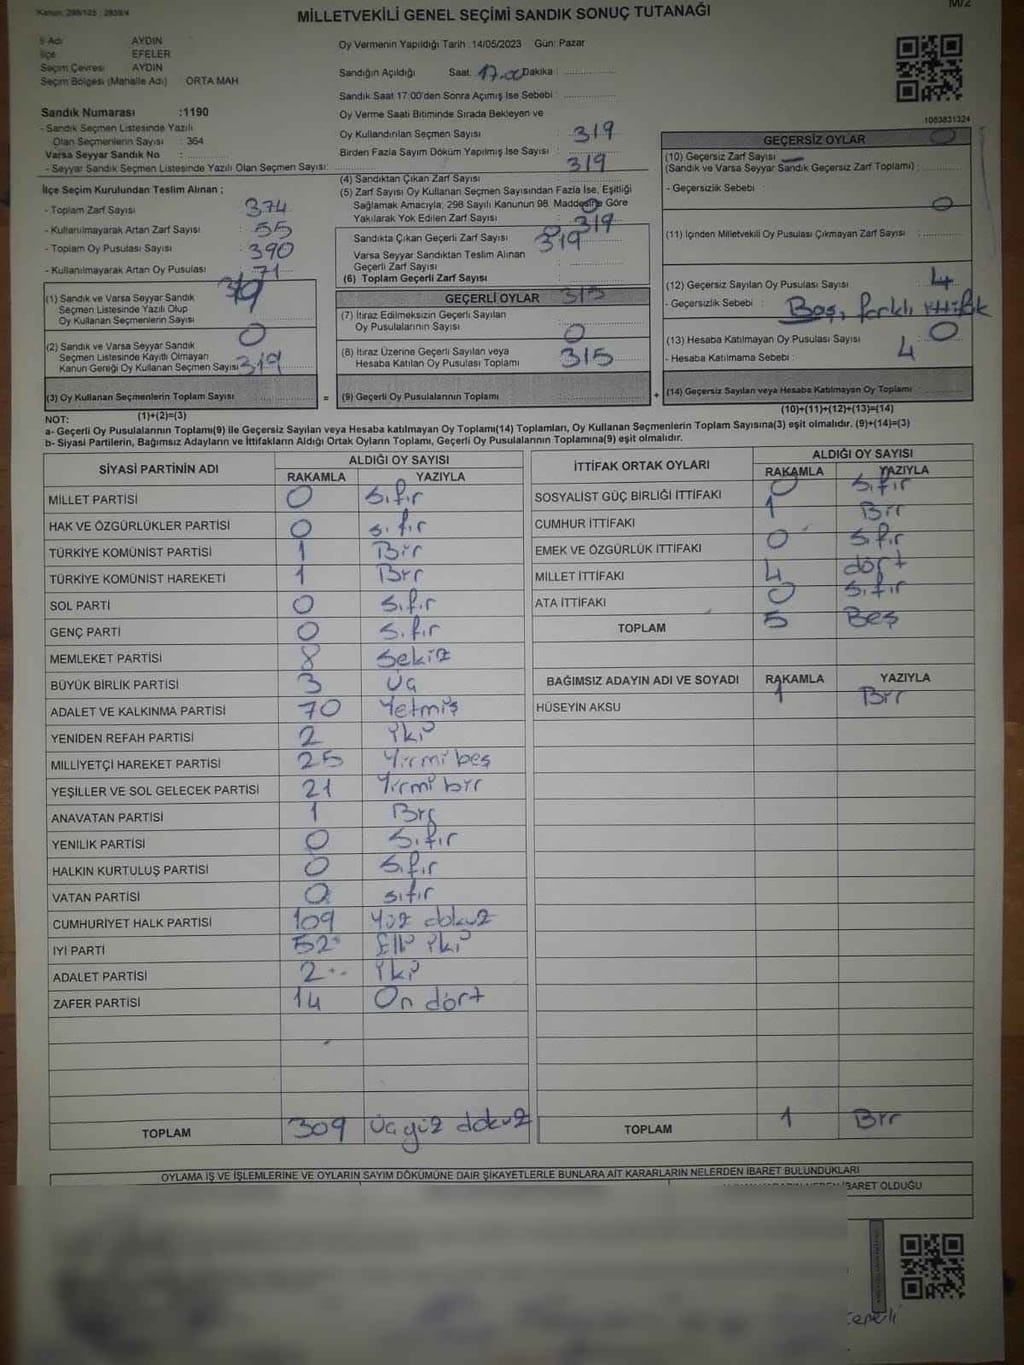 Kanun: 298/105 ; 2839/4
M/2
MİLLETVEKİLİ GENEL SEÇİMİ SANDIK SONUÇ TUTANAĞI
İl Adı AYDIN
İlçe EFELER
Seçim Çevresi AYDIN
Seçim Bölgesi (Mahalle Adı) ORTA MAH
Sandık Numarası :1190
- Sandık Seçmen Listesinde Yazılı
Olan Seçmenlerin Sayısı : 364
Varsa Seyyar Sandık No :
- Seyyar Sandık Seçmen Listesinde Yazılı Olan Seçmen Sayısı:
Oy Vermenin Yapıldığı Tarih :14/05/2023 Gün: Pazar
Sandığın Açıldığı Saat: 17.00 Dakika :
Sandık Saat 17:00'den Sonra Açımış İse Sebebi :
Oy Verme Saati Bitiminde Sırada Bekleyen ve
Oy Kullandırılan Seçmen Sayısı 319
Birden Fazla Sayım Döküm Yapılmış İse Sayısı : 319
1003831324
İlçe Seçim Kurulundan Teslim Alınan ;
- Toplam Zarf Sayısı 374
- Kullanılmayarak Artan Zarf Sayısı : 55
- Toplam Oy Pusulası Sayısı : 390
- Kullanılmayarak Artan Oy Pusulası : 71
(1) Sandık ve Varsa Seyyar Sandık
Seçmen Listesinde Yazılı Olup
Oy Kullanan Seçmenlerin Sayısı
0
(2) Sandık ve Varsa Seyyar Sandık
Seçmen Listesinde Kayıtlı Olmayan
Kanun Gereği Oy Kullanan Seçmen Sayısı 319
(3) Oy Kullanan Seçmenlerin Toplam Sayısı
(1)+(2)=(3)
(4) Sandıktan Çıkan Zarf Sayısı
(5) Zarf Sayısı Oy Kullanan Seçmen Sayısından Fazla İse, Eşitliği
Sağlamak Amacıyla; 298 Sayılı Kanunun 98. Maddesine Göre 0
Yakılarak Yok Edilen Zarf Sayısı : 319
Sandıkta Çıkan Geçerli Zarf Sayısı 0
319
Varsa Seyyar Sandıktan Teslim Alınan
Geçerli Zarf Sayısı
(6) Toplam Geçerli Zarf Sayısı
GEÇERLİ OYLAR 315
(7) İtiraz Edilmeksizin Geçerli Sayılan
Oy Pusulalarının Sayısı 0
(8) İtiraz Üzerine Geçerli Sayılan veya
Hesaba Katılan Oy Pusulası Toplamı 315
= (9) Geçerli Oy Pusulalarının Toplamı +
GEÇERSİZ OYLAR 0
(10) Geçersiz Zarf Sayısı
(Sandık ve Varsa Seyyar Sandık Geçersiz Zarf Toplamı) :
- Geçersizlik Sebebi :
0
(11) İçinden Milletvekili Oy Pusulası Çıkmayan Zarf Sayısı :
(12) Geçersiz Sayılan Oy Pusulası Sayısı 4
- Geçersizlik Sebebi : Boş, farklı ittifak
(13) Hesaba Katılmayan Oy Pusulası Sayısı 0
- Hesaba Katılmama Sebebi : 4
(14) Geçersiz Sayılan veya Hesaba Katılmayan Oy Toplamı :
(10)+(11)+(12)+(13)=(14)
NOT:
a- Geçerli Oy Pusulalarının Toplamı(9) ile Geçersiz Sayılan veya Hesaba katılmayan Oy Toplamı(14) Toplamları, Oy Kullanan Seçmenlerin Toplam Sayısına(3) eşit olmalıdır. (9)+(14)=(3)
b- Siyasi Partilerin, Bağımsız Adayların ve İttifakların Aldığı Ortak Oyların Toplamı, Geçerli Oy Pusulalarının Toplamına(9) eşit olmalıdır.
SİYASİ PARTİNİN ADI ALDIĞI OY SAYISI
RAKAMLA YAZIYLA
MİLLET PARTİSİ 0 Sıfır
HAK VE ÖZGÜRLÜKLER PARTİSİ 0 sıfır
TÜRKİYE KOMÜNİST PARTİSİ 1 Bir
TÜRKİYE KOMÜNİST HAREKETİ 1 Bir
SOL PARTİ 0 Sıfır
GENÇ PARTİ 0 Sıfır
MEMLEKET PARTİSİ 8 Sekiz
BÜYÜK BİRLİK PARTİSİ 3 Üç
ADALET VE KALKINMA PARTİSİ 70 Yetmiş
YENİDEN REFAH PARTİSİ 2 İki
MİLLİYETÇİ HAREKET PARTİSİ 25 Yirmi beş
YEŞİLLER VE SOL GELECEK PARTİSİ 21 Yirmi bir
ANAVATAN PARTİSİ 1 Bir
YENİLİK PARTİSİ 0 Sıfır
HALKIN KURTULUŞ PARTİSİ 0 Sıfır
VATAN PARTİSİ 0 sıfır
CUMHURİYET HALK PARTİSİ 109 Yüz dokuz
İYİ PARTİ 52 Elli iki
ADALET PARTİSİ 2 İki
ZAFER PARTİSİ 14 On dört
TOPLAM 309 Üç yüz dokuz
İTTİFAK ORTAK OYLARI ALDIĞI OY SAYISI
RAKAMLA YAZIYLA
SOSYALİST GÜÇ BİRLİĞİ İTTİFAKI 0 Sıfır
CUMHUR İTTİFAKI 1 Bir
EMEK VE ÖZGÜRLÜK İTTİFAKI 0 Sıfır
MİLLET İTTİFAKI 4 dört
ATA İTTİFAKI 0 Sıfır
TOPLAM 5 Beş
BAĞIMSIZ ADAYIN ADI VE SOYADI RAKAMLA YAZIYLA
HÜSEYİN AKSU 1 Bir
TOPLAM 1 Bir
OYLAMA İŞ VE İŞLEMLERİNE VE OYLARIN SAYIM DÖKÜMÜNE DAİR ŞİKAYETLERLE BUNLARA AİT KARARLARIN NELERDEN İBARET BULUNDUKLARI
İBARET OLDUĞU